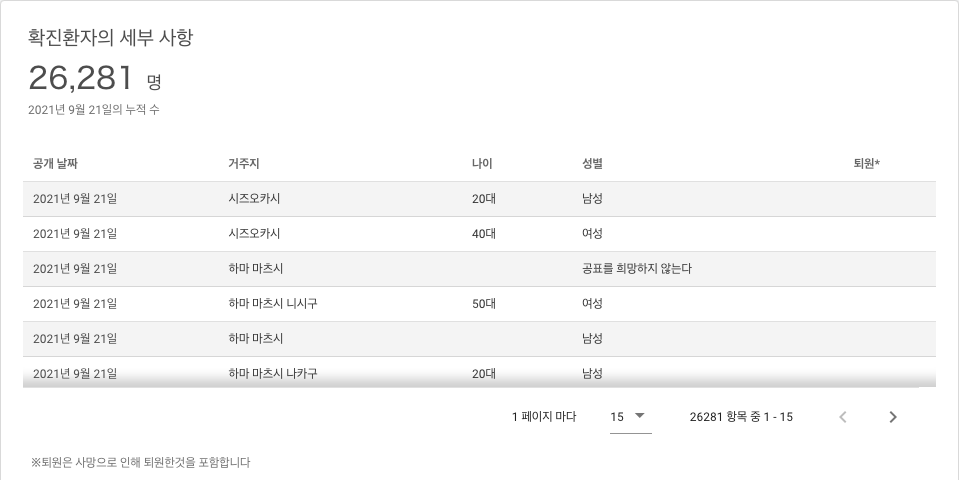 확진환자의 세부 사항
26,281 명
2021년 9월 21일의 누적 수
공개 날짜 거주지 나이 성별 퇴원*
2021년 9월 21일 시즈오카시 20대 남성
2021년 9월 21일 시즈오카시 40대 여성
2021년 9월 21일 하마 마츠시 공표를 희망하지 않는다
2021년 9월 21일 하마 마츠시 니시구 50대 여성
2021년 9월 21일 하마 마츠시 남성
2021년 9월 21일 하마 마츠시 나카구 20대 남성
1 페이지 마다 15 26281 항목 중 1 - 15
※퇴원은 사망으로 인해 퇴원한것을 포함합니다